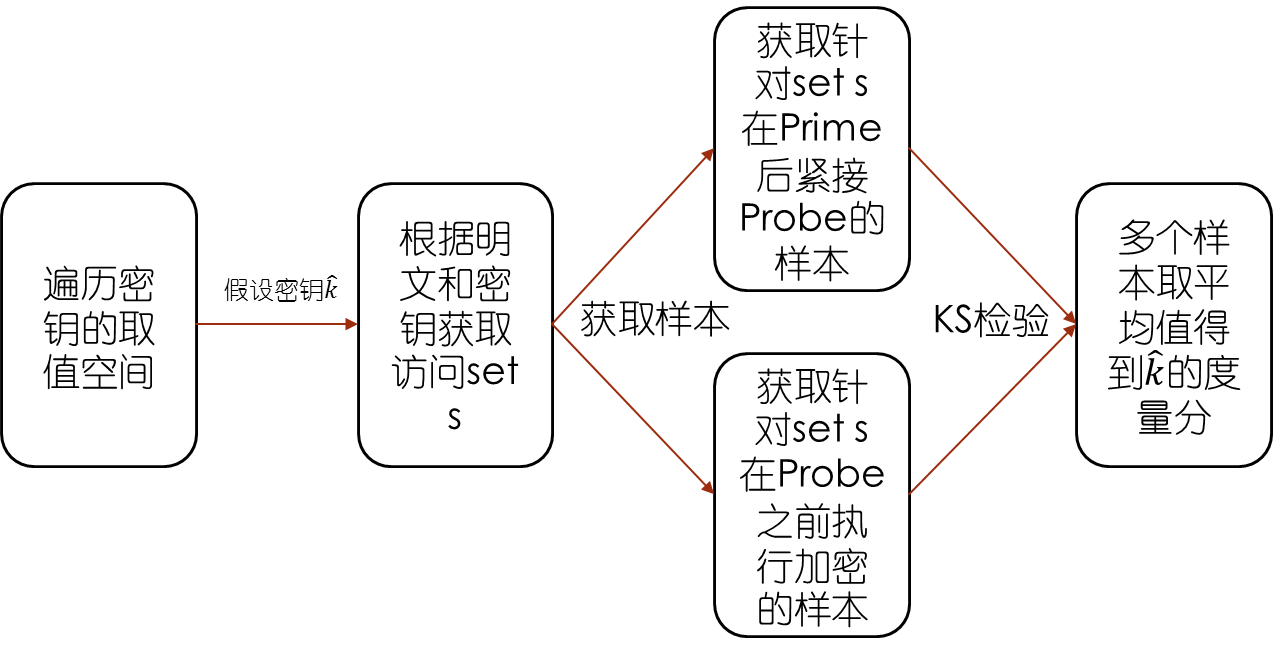 遍历密
钥的取
值空间
假设密钥k̂
根据明
文和密
钥获取
访问set
s
获取样本
获取针
对set s
在Prime
后紧接
Probe的
样本
获取针
对set s
在Probe
之前执
行加密
的样本
KS检验
多个样
本取平
均值得
到k̂的度
量分